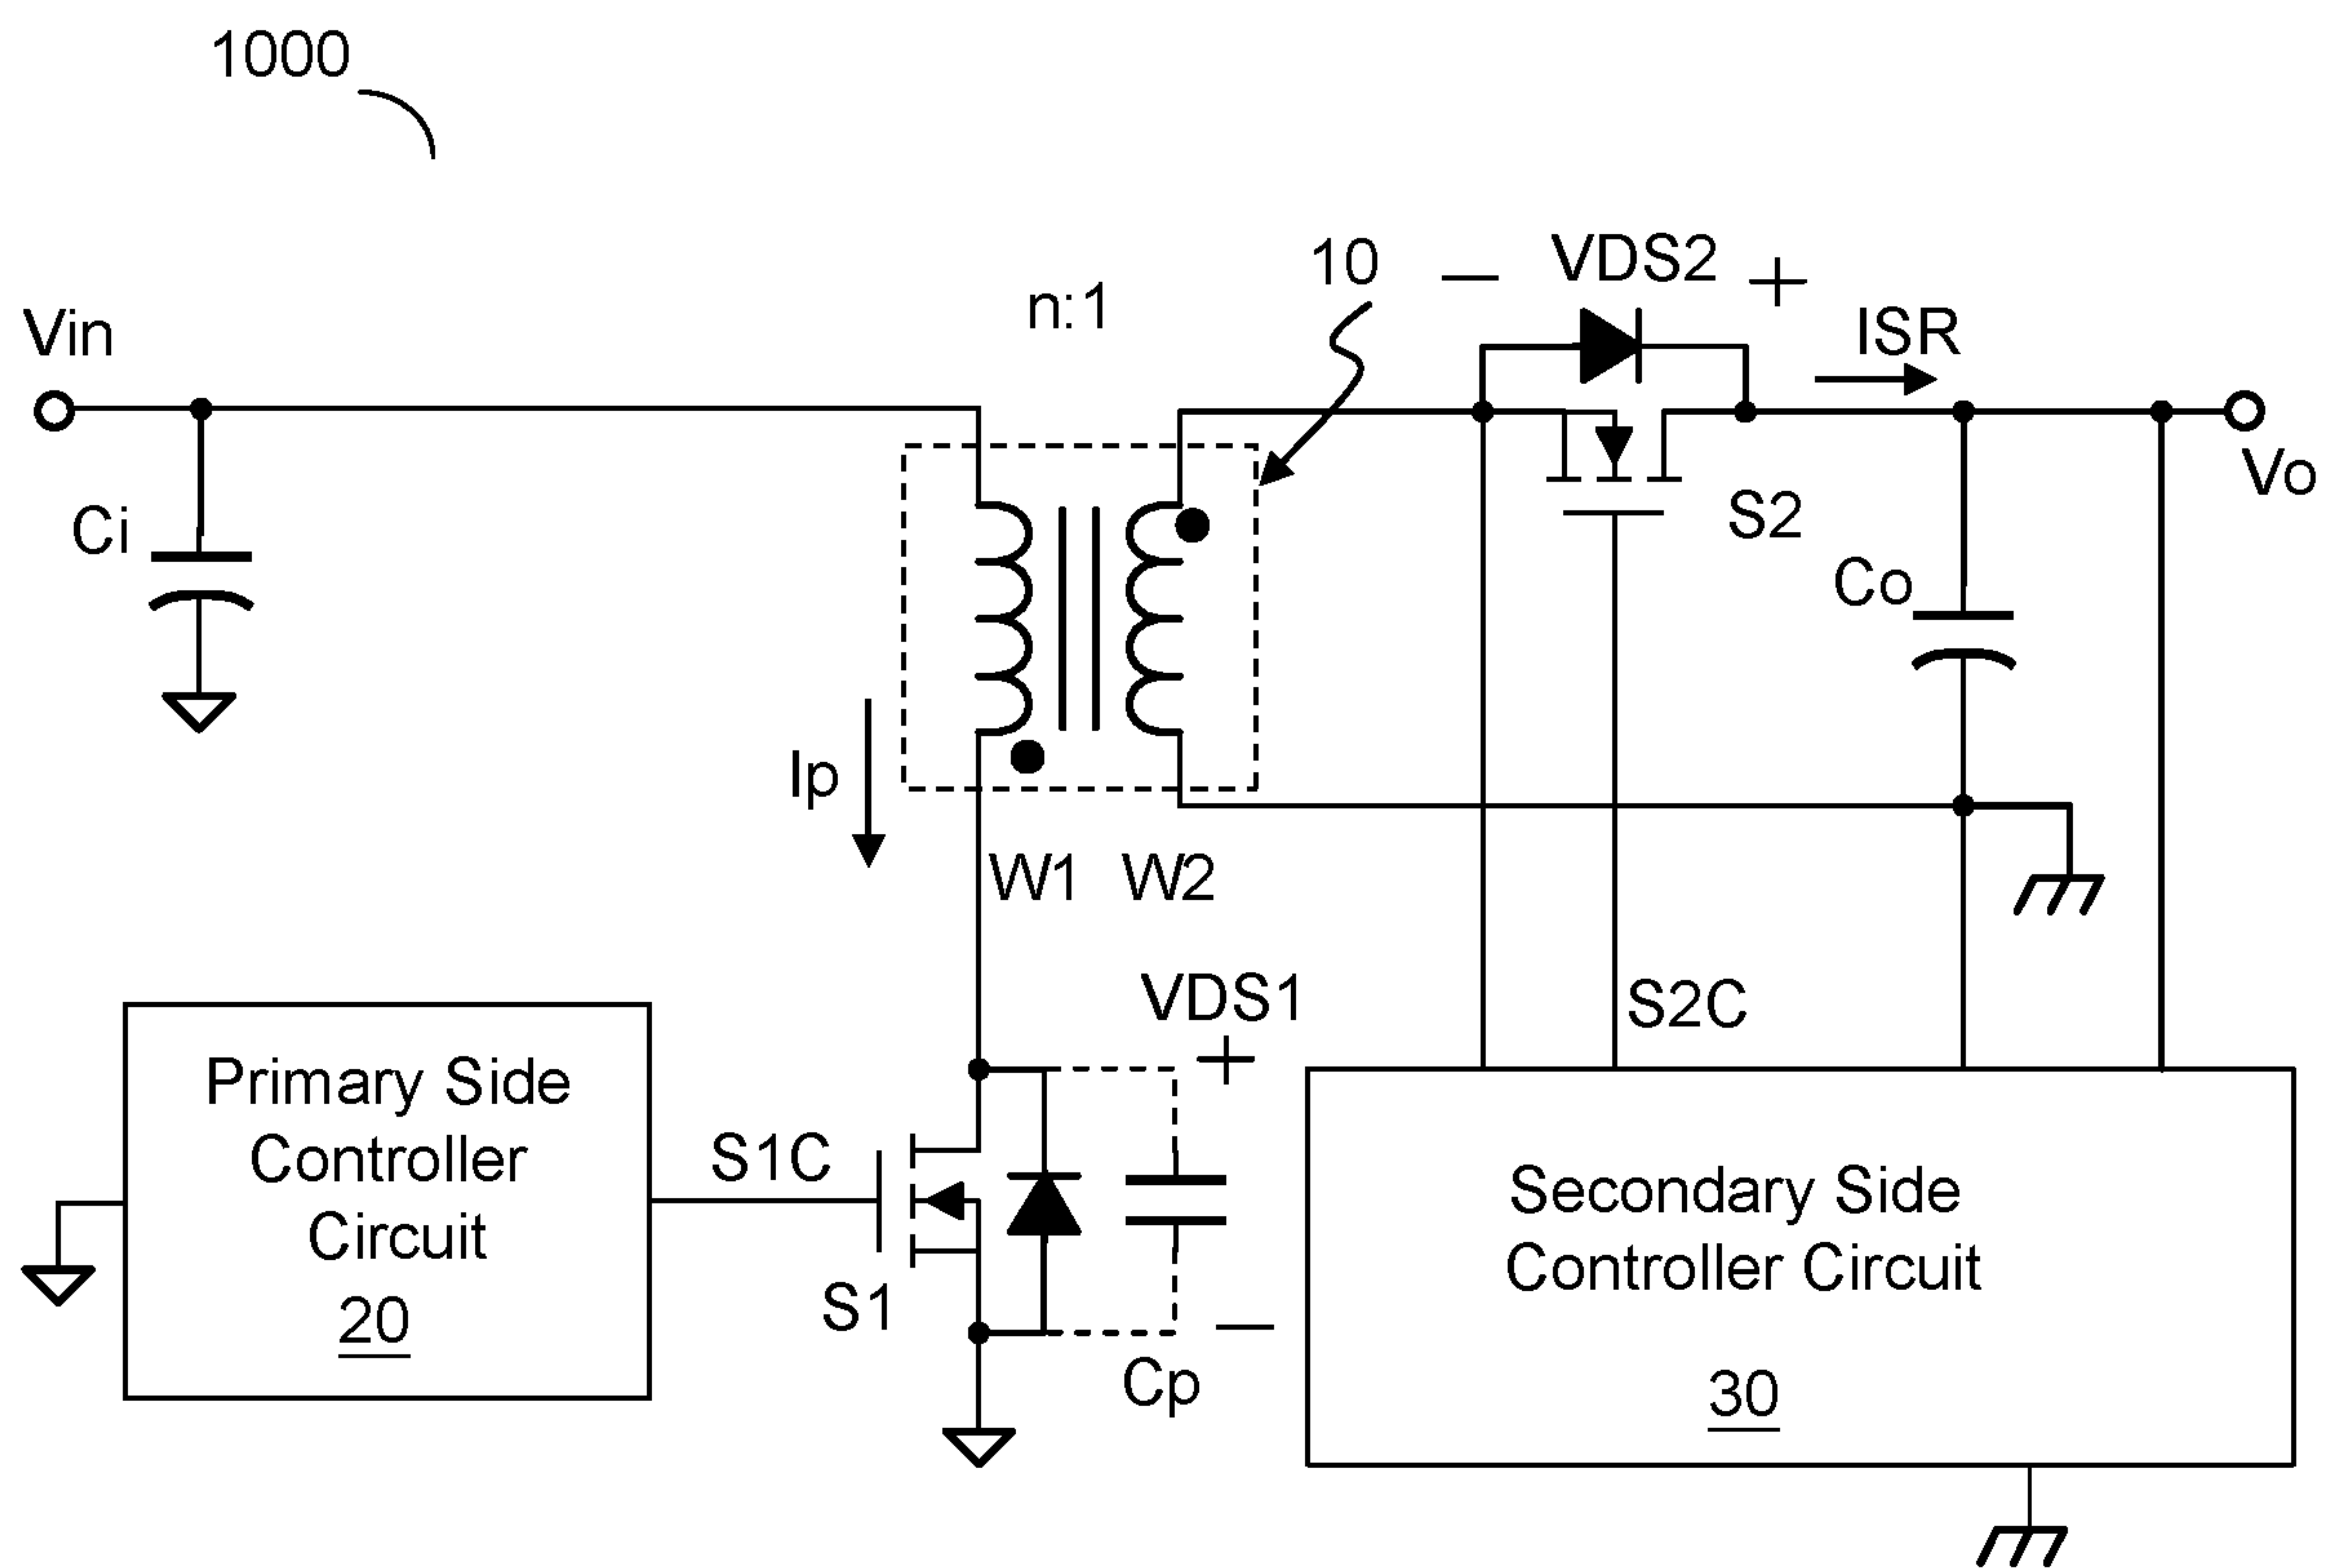 1000
n:1
10
− VDS2 +
Vin
ISR
Vo
Ci
S2
Co
Ip
W1
W2
VDS1
+
S2C
Primary Side
Controller
Circuit
20
S1C
S1
−
Cp
Secondary Side
Controller Circuit
30